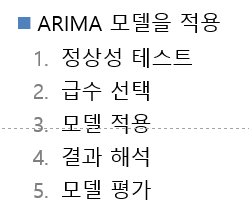 ■ ARIMA 모델을 적용
1. 정상성 테스트
2. 급수 선택
3. 모델 적용
4. 결과 해석
5. 모델 평가